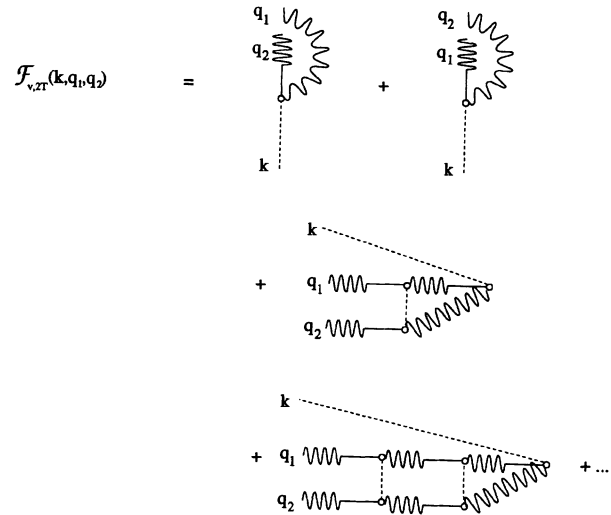 q₁ q₂
ℱᵥ,₂T(k,q₁,q₂) = q₂ + q₁
k k
k
+ q₁
q₂
k
+ q₁ + ...
q₂